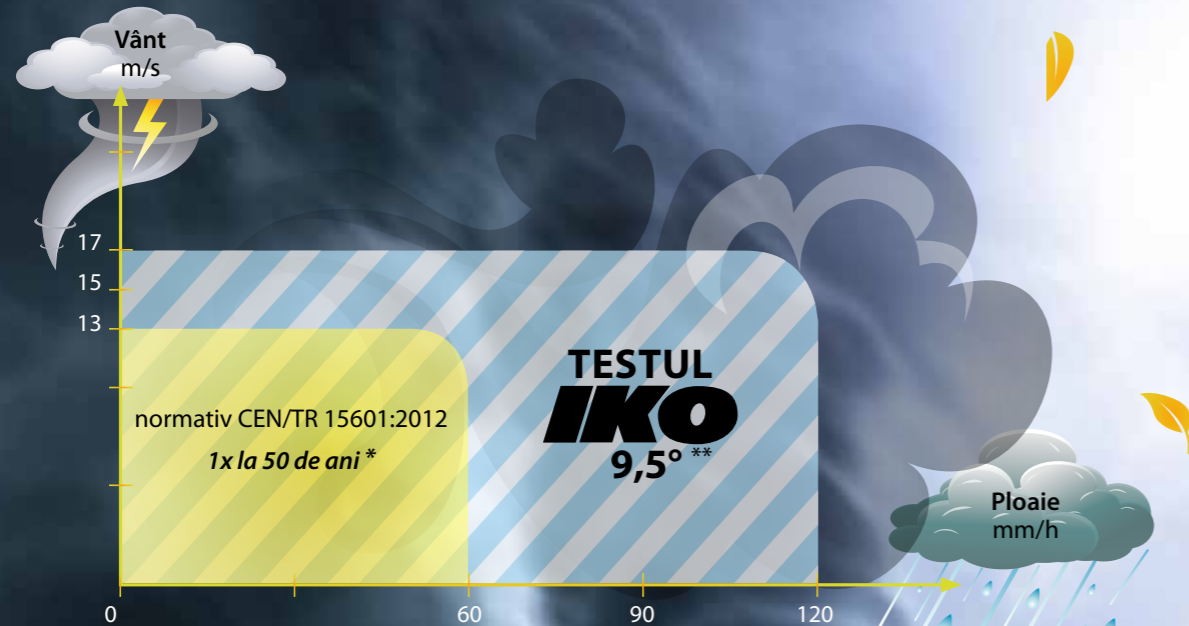 Vânt
m/s
17
15
13
normativ CEN/TR 15601:2012
1x la 50 de ani *
TESTUL
IKO
9,5° **
Ploaie
mm/h
0
60
90
120